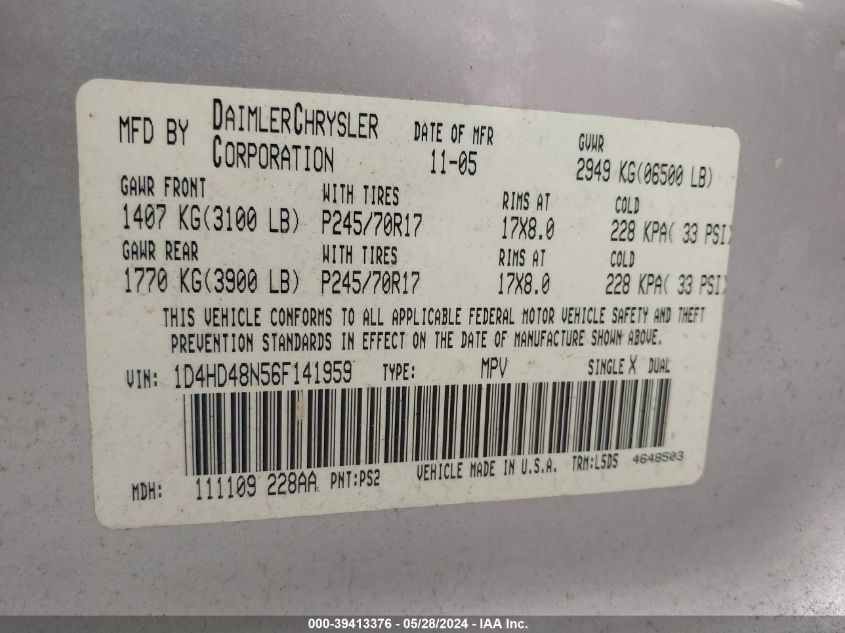 MFD BY DAIMLERCHRYSLER CORPORATION DATE OF MFR 11-05 GVWR 2949 KG(06500 LB)
GAWR FRONT WITH TIRES RIMS AT COLD
1407 KG(3100 LB) P245/70R17 17X8.0 228 KPA( 33 PSI)
GAWR REAR WITH TIRES RIMS AT COLD
1770 KG(3900 LB) P245/70R17 17X8.0 228 KPA( 33 PSI)
THIS VEHICLE CONFORMS TO ALL APPLICABLE FEDERAL MOTOR VEHICLE SAFETY AND THEFT
PREVENTION STANDARDS IN EFFECT ON THE DATE OF MANUFACTURE SHOWN ABOVE.
VIN: 1D4HD48N56F141959 TYPE: MPV SINGLE X DUAL
MDH: 111109 228AA PNT:PS2 VEHICLE MADE IN U.S.A. TRM:L5D5 4648503
000-39413376 - 05/28/2024 - IAA Inc.